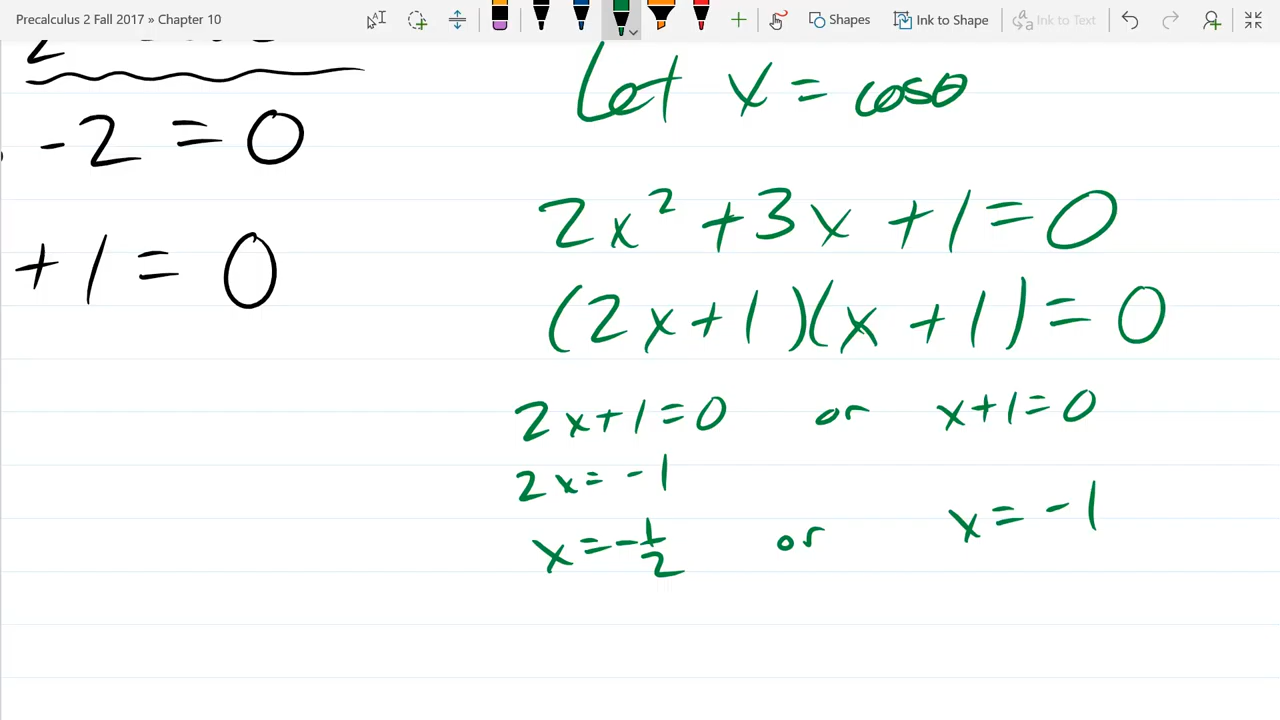 Precalculus 2 Fall 2017 » Chapter 10
Shapes
Ink to Shape
Ink to Text
-2 = 0
+1 = 0
Let x = cosθ
2x² + 3x + 1 = 0
(2x+1)(x+1) = 0
2x+1=0 or x+1=0
2x = -1
x = -1/2 or x = -1